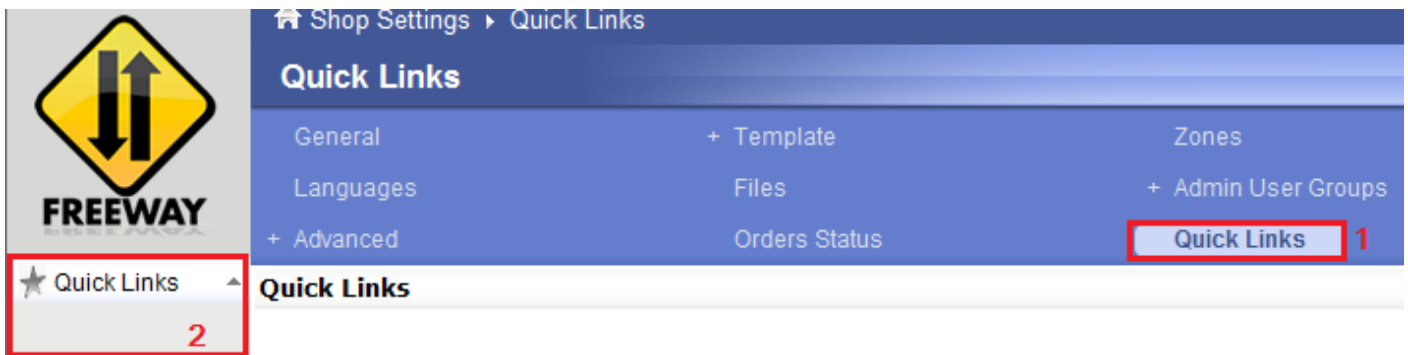 Shop Settings ▸ Quick Links
Quick Links
General + Template Zones
Languages Files + Admin User Groups
+ Advanced Orders Status Quick Links 1
FREEWAY
Quick Links
2
Quick Links